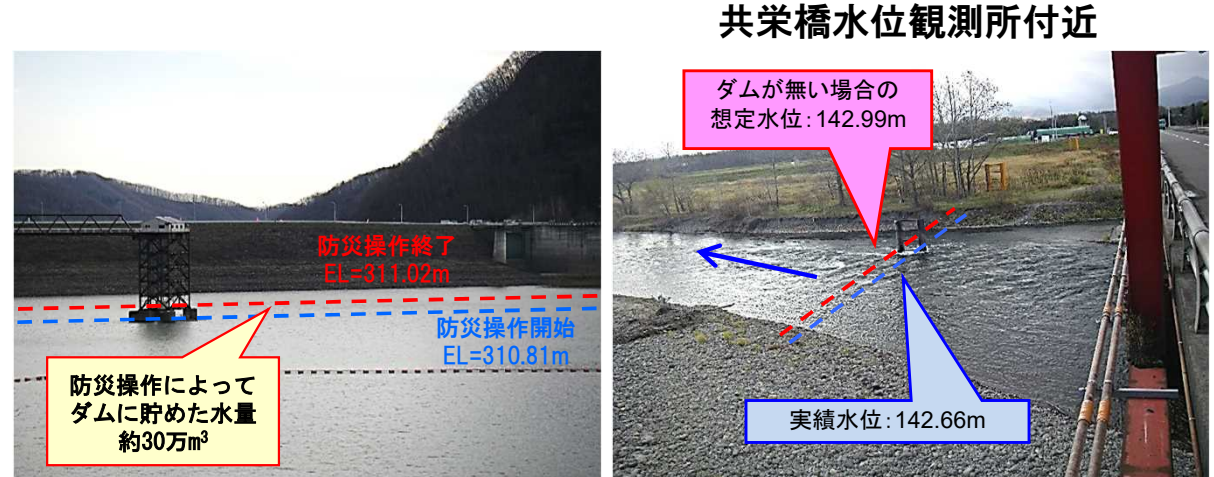 共栄橋水位観測所付近
防災操作終了
EL=311.02m
防災操作開始
EL=310.81m
防災操作によって
ダムに貯めた水量
約30万m³
ダムが無い場合の
想定水位:142.99m
実績水位:142.66m